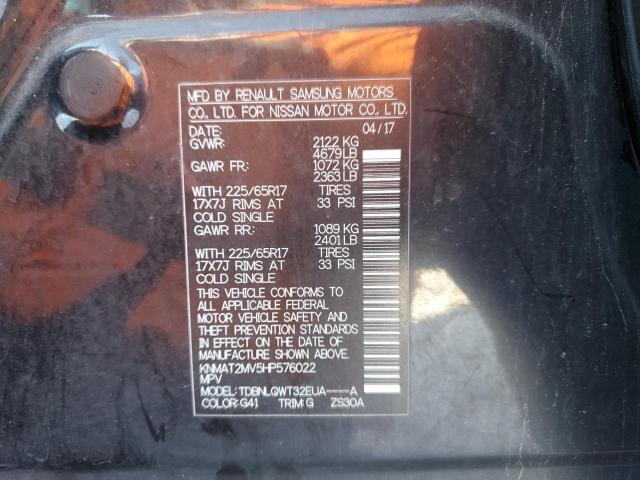 MFD BY RENAULT SAMSUNG MOTORS
CO., LTD. FOR NISSAN MOTOR CO., LTD.
DATE: 04/17
GVWR: 2122 KG
4679 LB
GAWR FR: 1072 KG
2363 LB
WITH 225/65R17 TIRES
17X7J RIMS AT 33 PSI
COLD SINGLE
GAWR RR: 1089 KG
2401 LB
WITH 225/65R17 TIRES
17X7J RIMS AT 33 PSI
COLD SINGLE
THIS VEHICLE CONFORMS TO
ALL APPLICABLE FEDERAL
MOTOR VEHICLE SAFETY AND
THEFT PREVENTION STANDARDS
IN EFFECT ON THE DATE OF
MANUFACTURE SHOWN ABOVE.
KNMAT2MV5HP576022
MPV
MODEL: TDBNLQWT32EUA----A
COLOR: G41 TRIM: G ZS30A